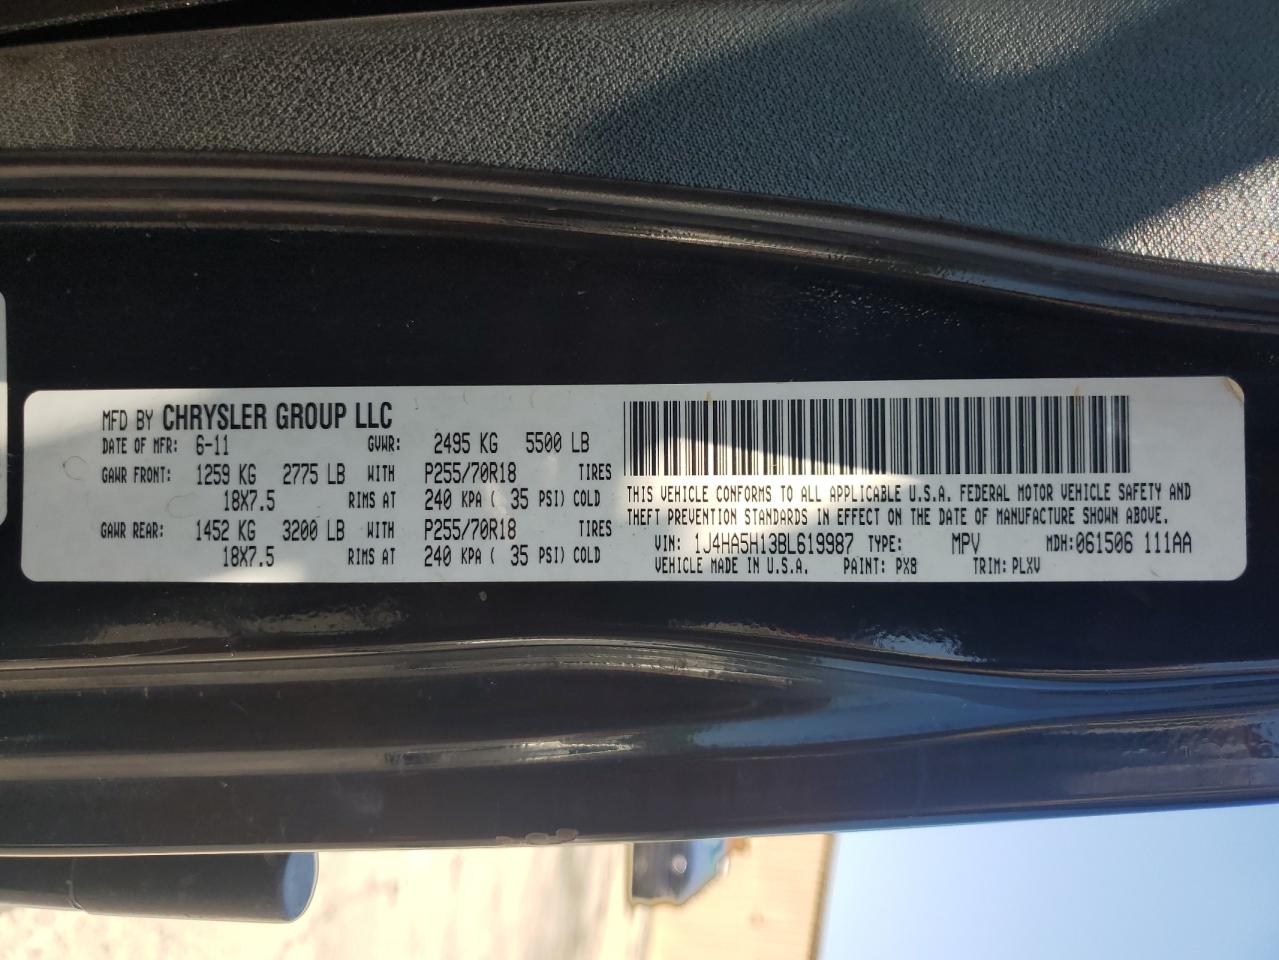 MFD BY CHRYSLER GROUP LLC
DATE OF MFR: 6-11 GVWR: 2495 KG 5500 LB
GAWR FRONT: 1259 KG 2775 LB WITH P255/70R18 TIRES
18X7.5 RIMS AT 240 KPA ( 35 PSI) COLD
GAWR REAR: 1452 KG 3200 LB WITH P255/70R18 TIRES
18X7.5 RIMS AT 240 KPA ( 35 PSI) COLD
THIS VEHICLE CONFORMS TO ALL APPLICABLE U.S.A. FEDERAL MOTOR VEHICLE SAFETY AND
THEFT PREVENTION STANDARDS IN EFFECT ON THE DATE OF MANUFACTURE SHOWN ABOVE.
VIN: 1J4HA5H13BL619987 TYPE: MPV MDH: 061506 111AA
VEHICLE MADE IN U.S.A. PAINT: PX8 TRIM: PLXV